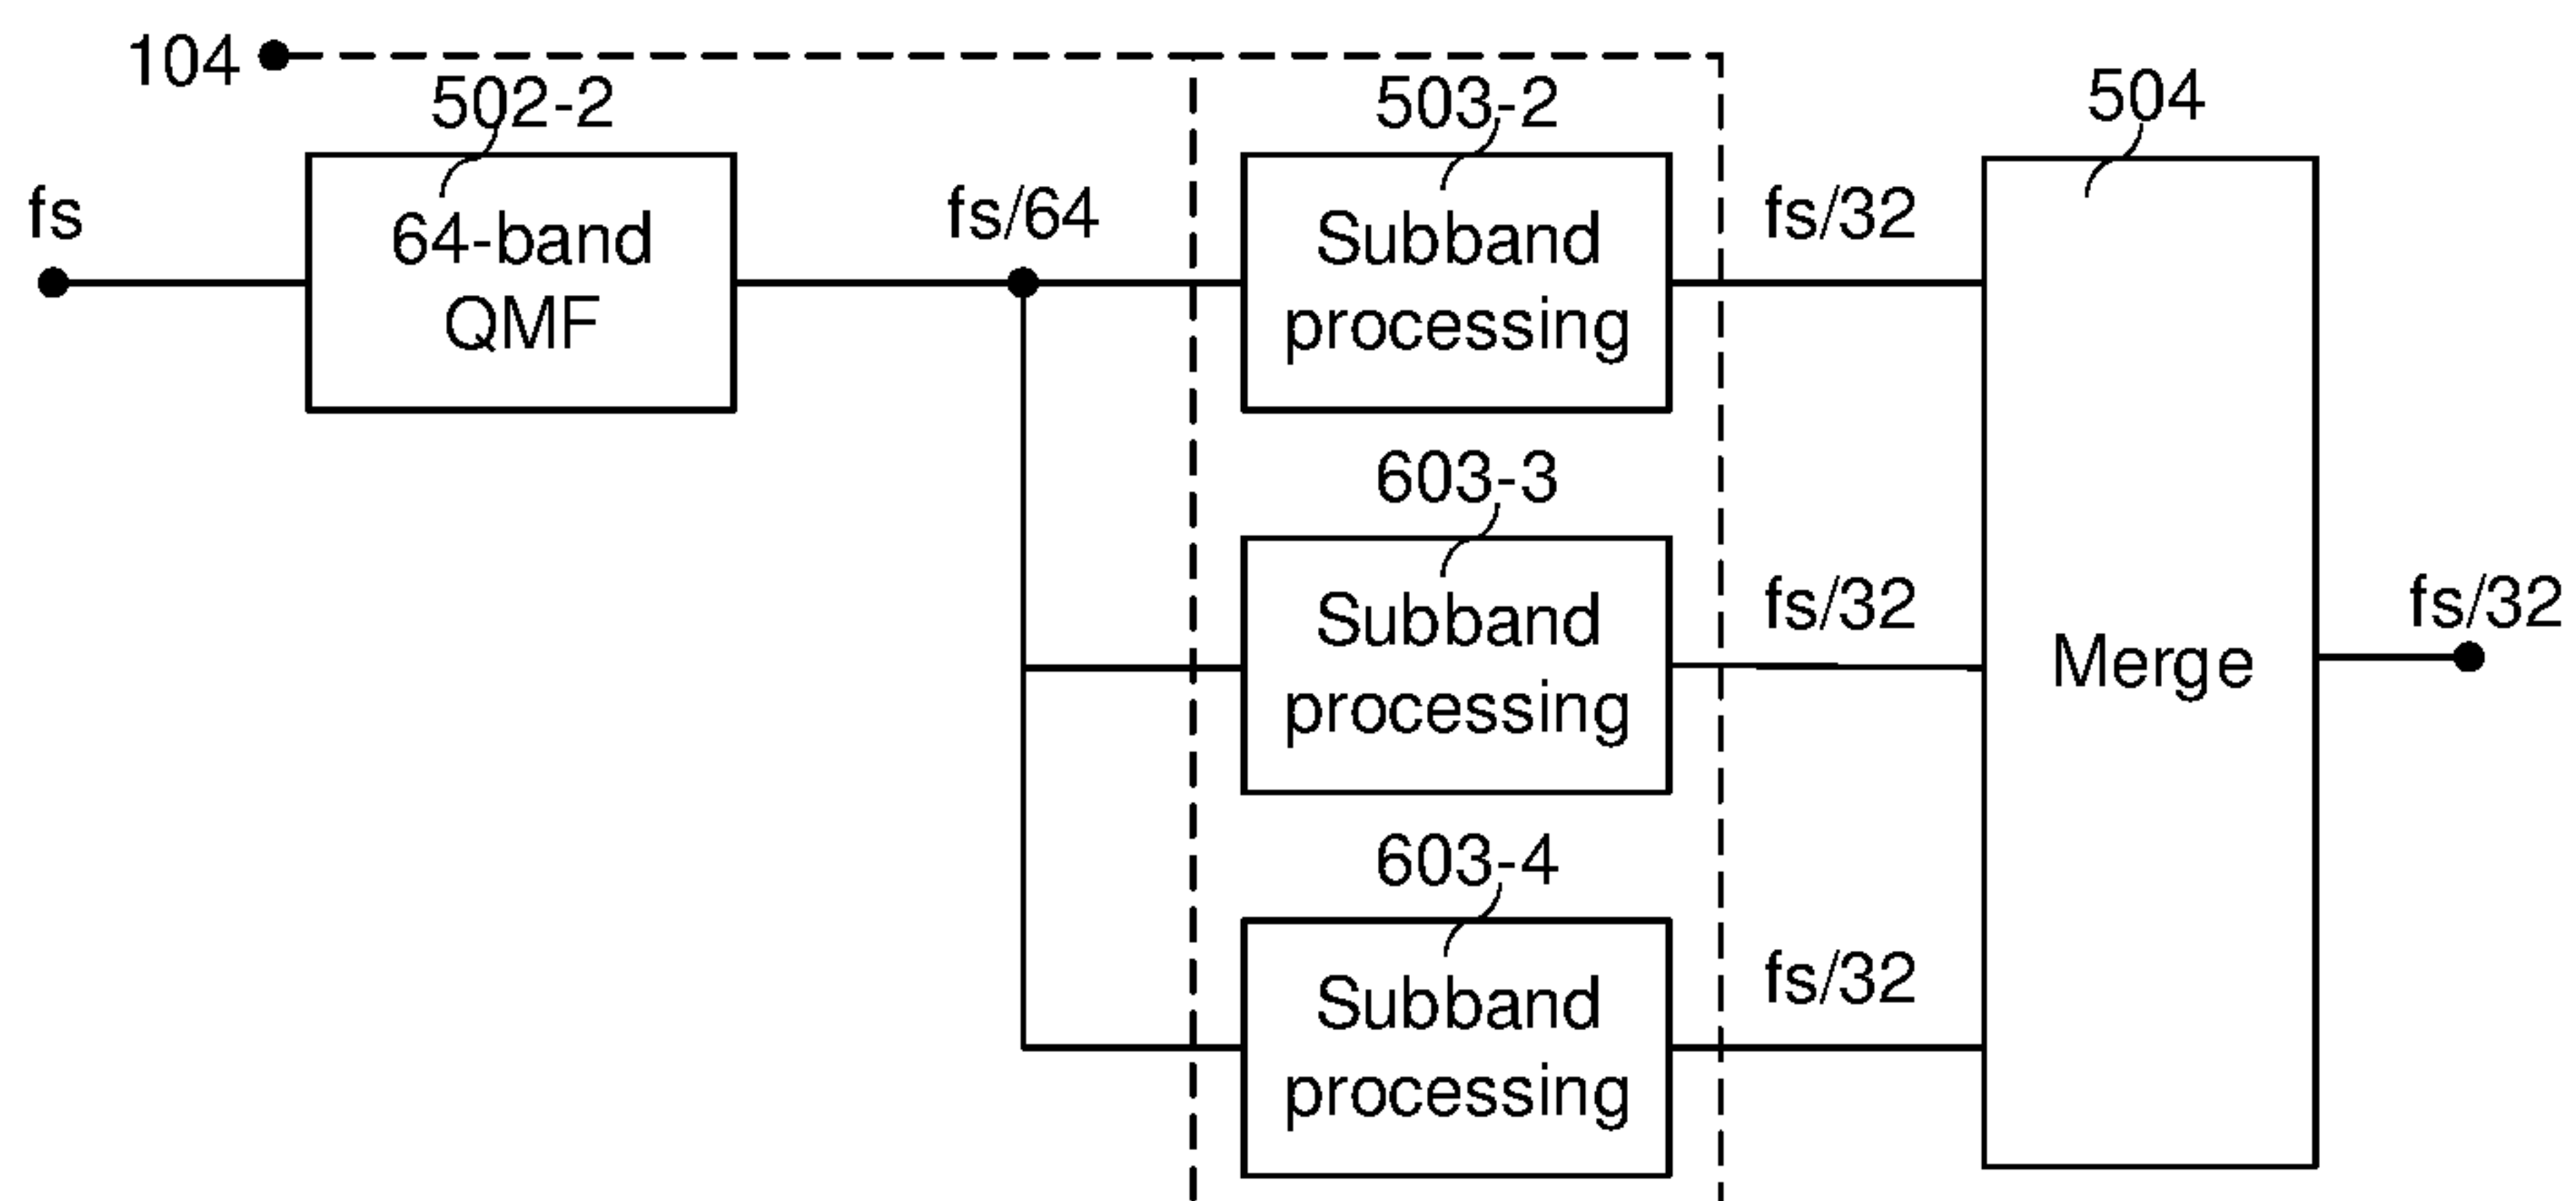 104
502-2
503-2
504
fs
64-band
QMF
fs/64
Subband
processing
fs/32
603-3
Subband
processing
fs/32
Merge
fs/32
603-4
Subband
processing
fs/32